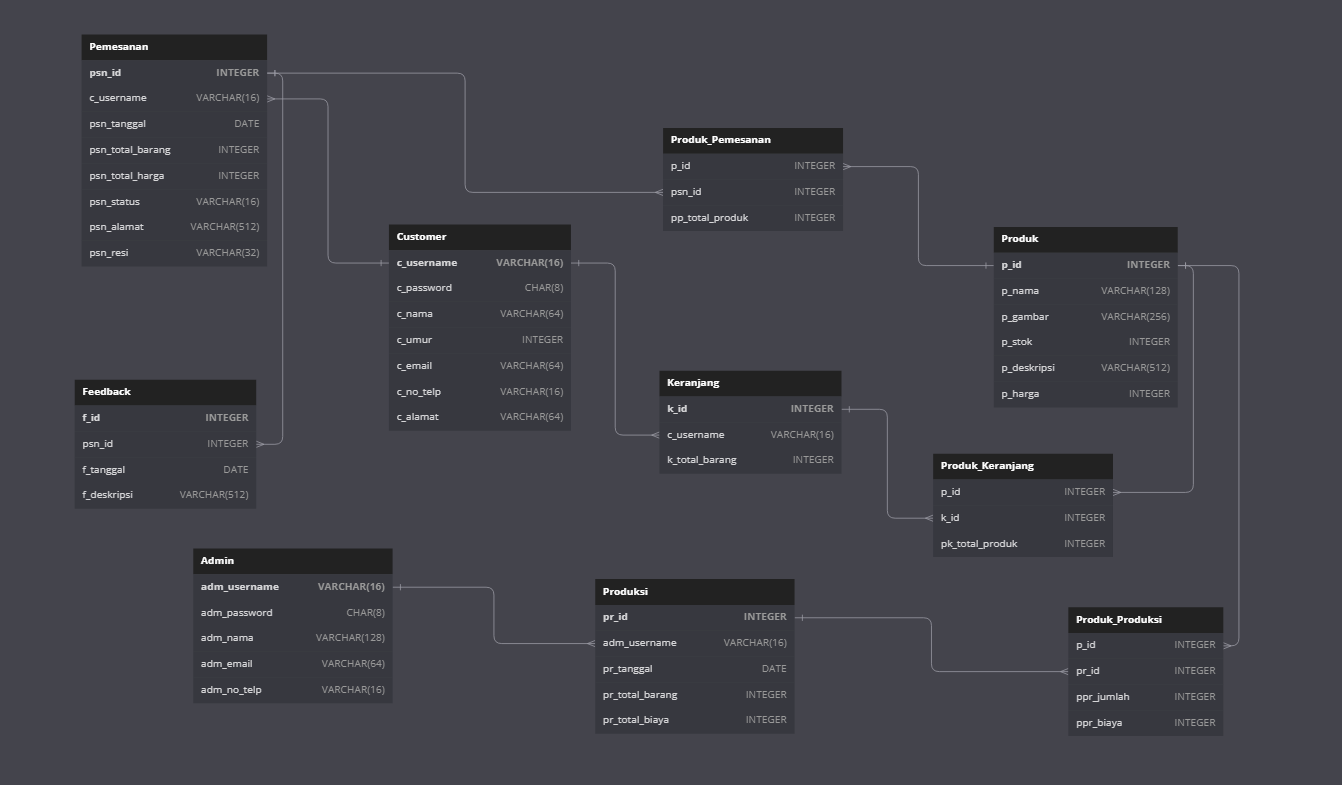 Pemesanan
psn_id INTEGER
c_username VARCHAR(16)
psn_tanggal DATE
psn_total_barang INTEGER
psn_total_harga INTEGER
psn_status VARCHAR(16)
psn_alamat VARCHAR(512)
psn_resi VARCHAR(32)
Produk_Pemesanan
p_id INTEGER
psn_id INTEGER
pp_total_produk INTEGER
Customer
c_username VARCHAR(16)
c_password CHAR(8)
c_nama VARCHAR(64)
c_umur INTEGER
c_email VARCHAR(64)
c_no_telp VARCHAR(16)
c_alamat VARCHAR(64)
Produk
p_id INTEGER
p_nama VARCHAR(128)
p_gambar VARCHAR(256)
p_stok INTEGER
p_deskripsi VARCHAR(512)
p_harga INTEGER
Feedback
f_id INTEGER
psn_id INTEGER
f_tanggal DATE
f_deskripsi VARCHAR(512)
Keranjang
k_id INTEGER
c_username VARCHAR(16)
k_total_barang INTEGER
Produk_Keranjang
p_id INTEGER
k_id INTEGER
pk_total_produk INTEGER
Admin
adm_username VARCHAR(16)
adm_password CHAR(8)
adm_nama VARCHAR(128)
adm_email VARCHAR(64)
adm_no_telp VARCHAR(16)
Produksi
pr_id INTEGER
adm_username VARCHAR(16)
pr_tanggal DATE
pr_total_barang INTEGER
pr_total_biaya INTEGER
Produk_Produksi
p_id INTEGER
pr_id INTEGER
ppr_jumlah INTEGER
ppr_biaya INTEGER